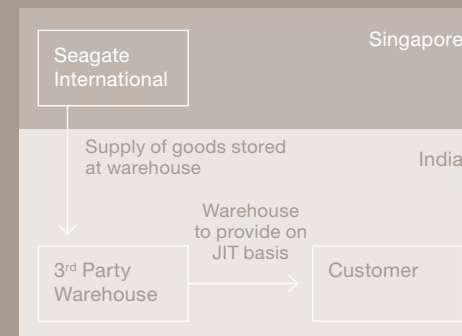 Singapore
Seagate
International
Supply of goods stored
at warehouse
India
Warehouse
to provide on
JIT basis
3rd Party
Warehouse
Customer